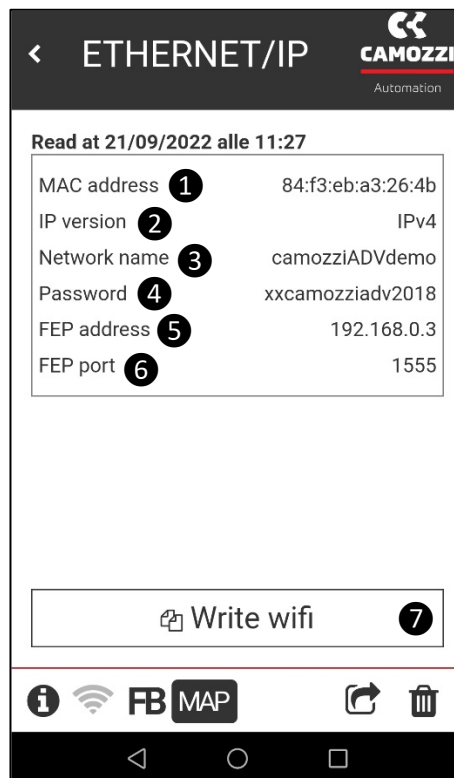 ETHERNET/IP
CAMOZZI
Automation
Read at 21/09/2022 alle 11:27
MAC address 1 84:f3:eb:a3:26:4b
IP version 2 IPv4
Network name 3 camozziADVdemo
Password 4 xxcamozziadv2018
FEP address 5 192.168.0.3
FEP port 6 1555
Write wifi 7
FB MAP